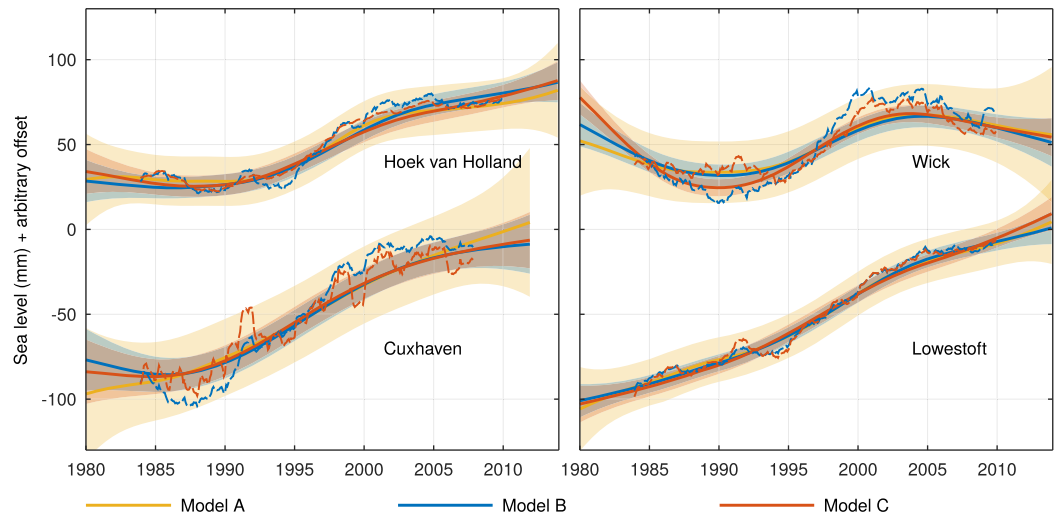 Sea level (mm) + arbitrary offset
100
50
0
-50
-100
Hoek van Holland
Cuxhaven
Wick
Lowestoft
1980 1985 1990 1995 2000 2005 2010
1980 1985 1990 1995 2000 2005 2010
Model A Model B Model C